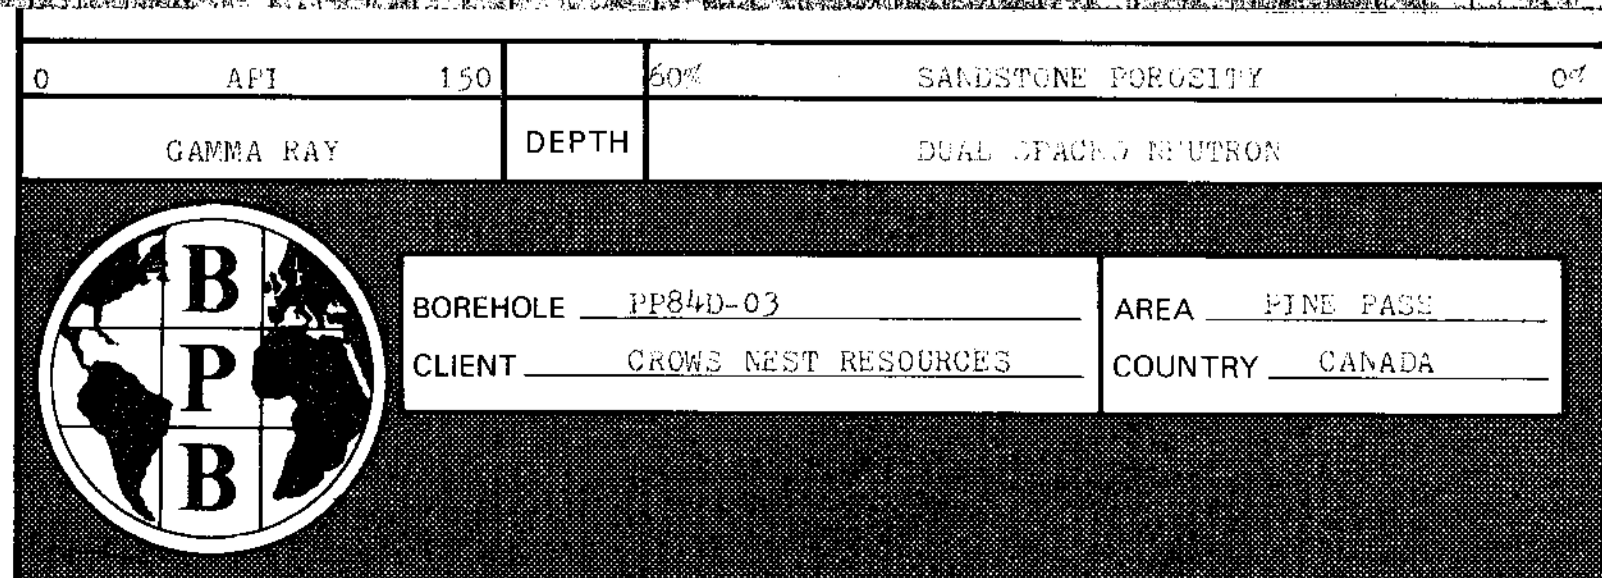 0 API 150 60% SANDSTONE POROSITY 0%
GAMMA RAY DEPTH DUAL SPACED NEUTRON
B
P
B
BOREHOLE PP84D-03 AREA PINE PASS
CLIENT CROWS NEST RESOURCES COUNTRY CANADA